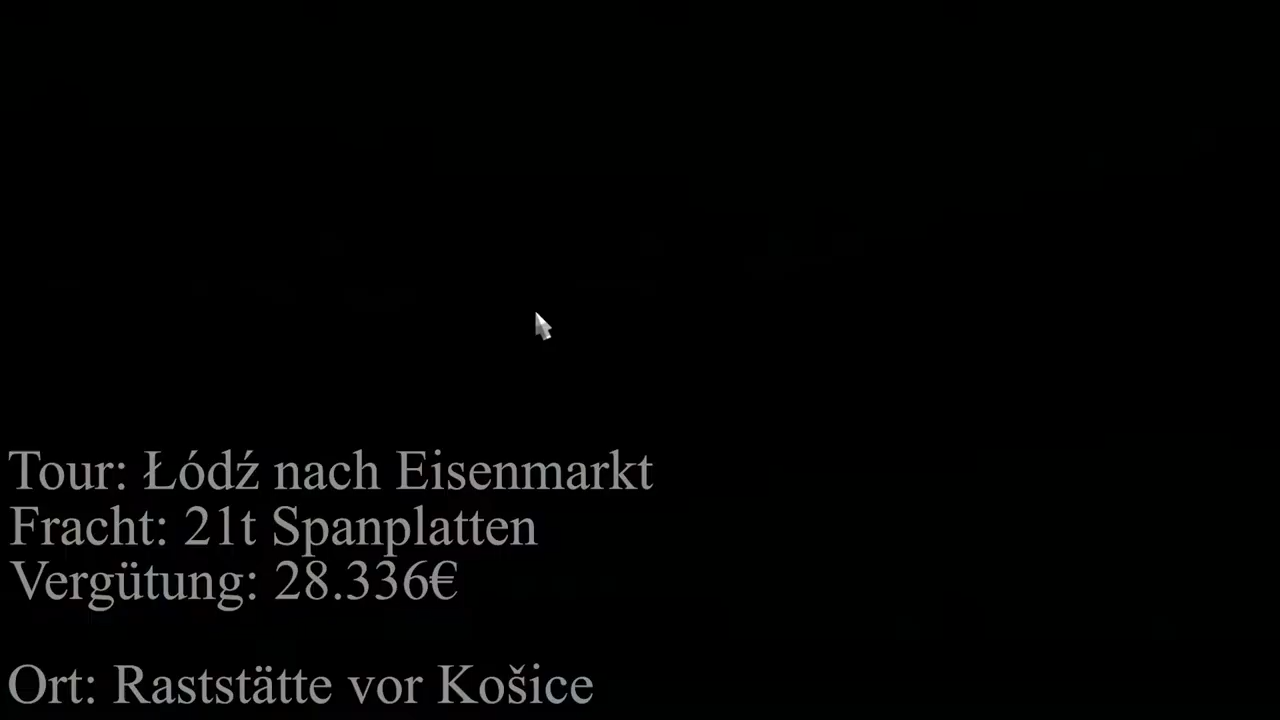 Tour: Łódź nach Eisenmarkt
Fracht: 21t Spanplatten
Vergütung: 28.336€
Ort: Raststätte vor Košice